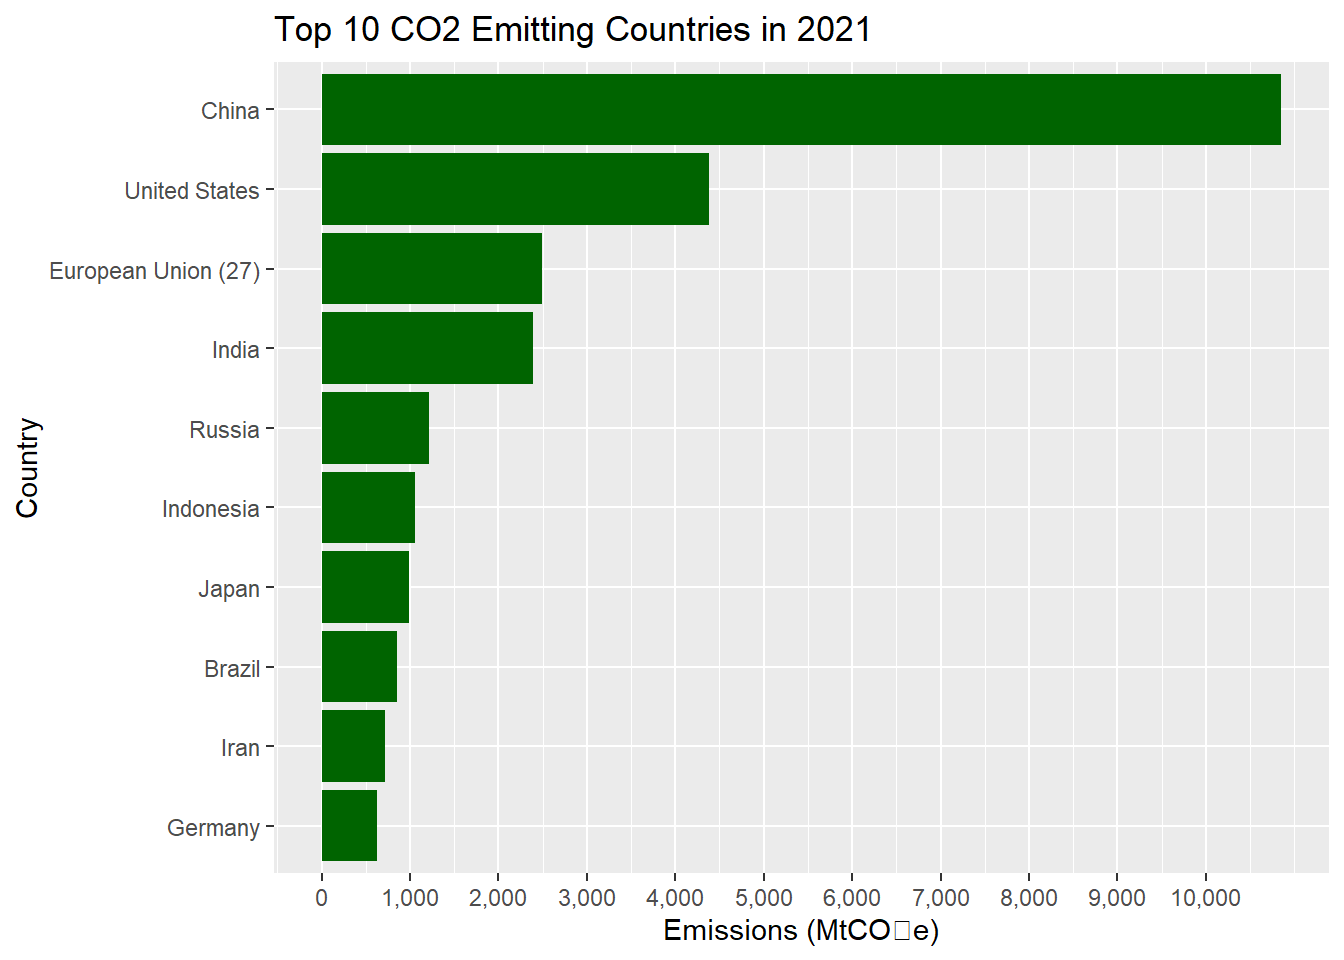 Top 10 CO2 Emitting Countries in 2021
China
United States
European Union (27)
India
Russia
Indonesia
Japan
Brazil
Iran
Germany
Country
0 1,000 2,000 3,000 4,000 5,000 6,000 7,000 8,000 9,000 10,000
Emissions (MtCO□e)